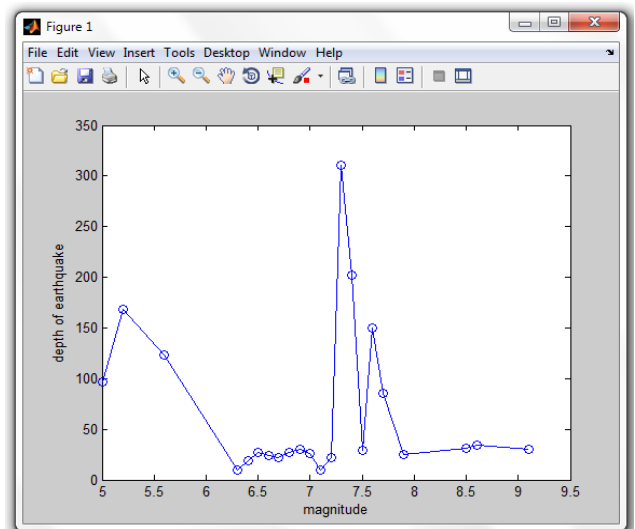 Figure 1
File Edit View Insert Tools Desktop Window Help
350
300
250
200
150
100
50
0
depth of earthquake
5 5.5 6 6.5 7 7.5 8 8.5 9 9.5
magnitude